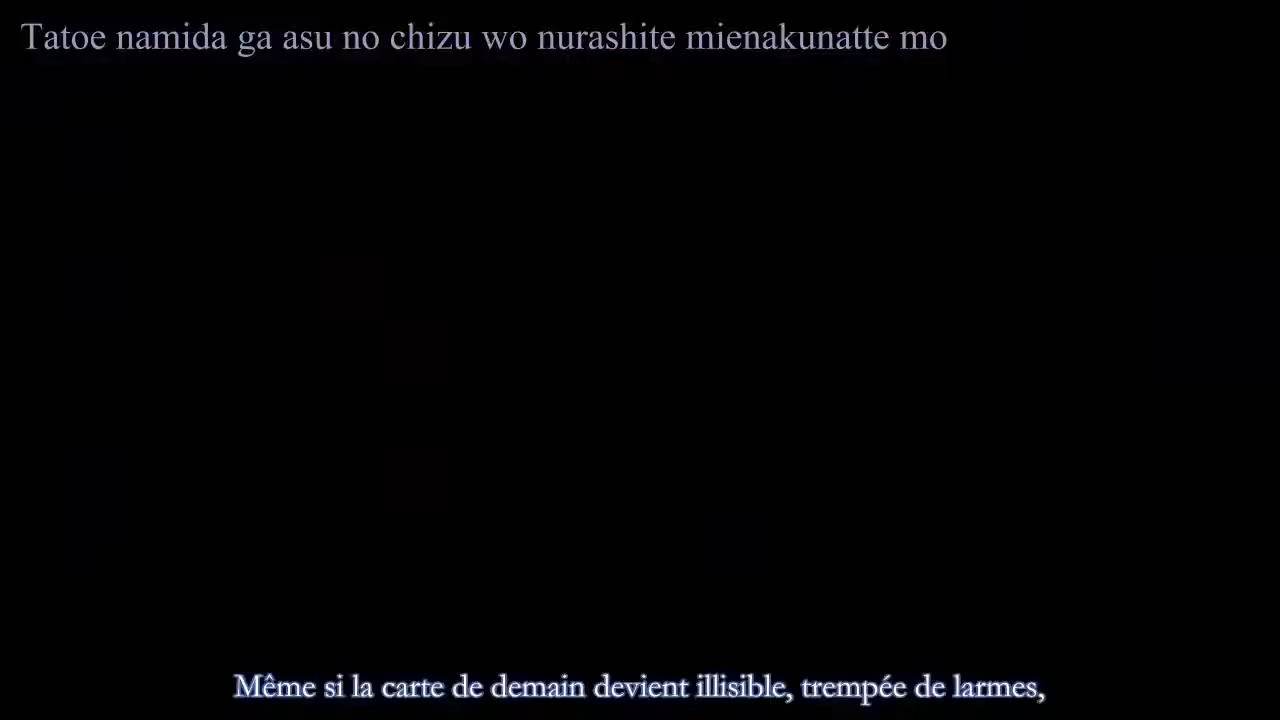 Tatoe namida ga asu no chizu wo nurashite mienakunatte mo
Même si la carte de demain devient illisible, trempée de larmes,